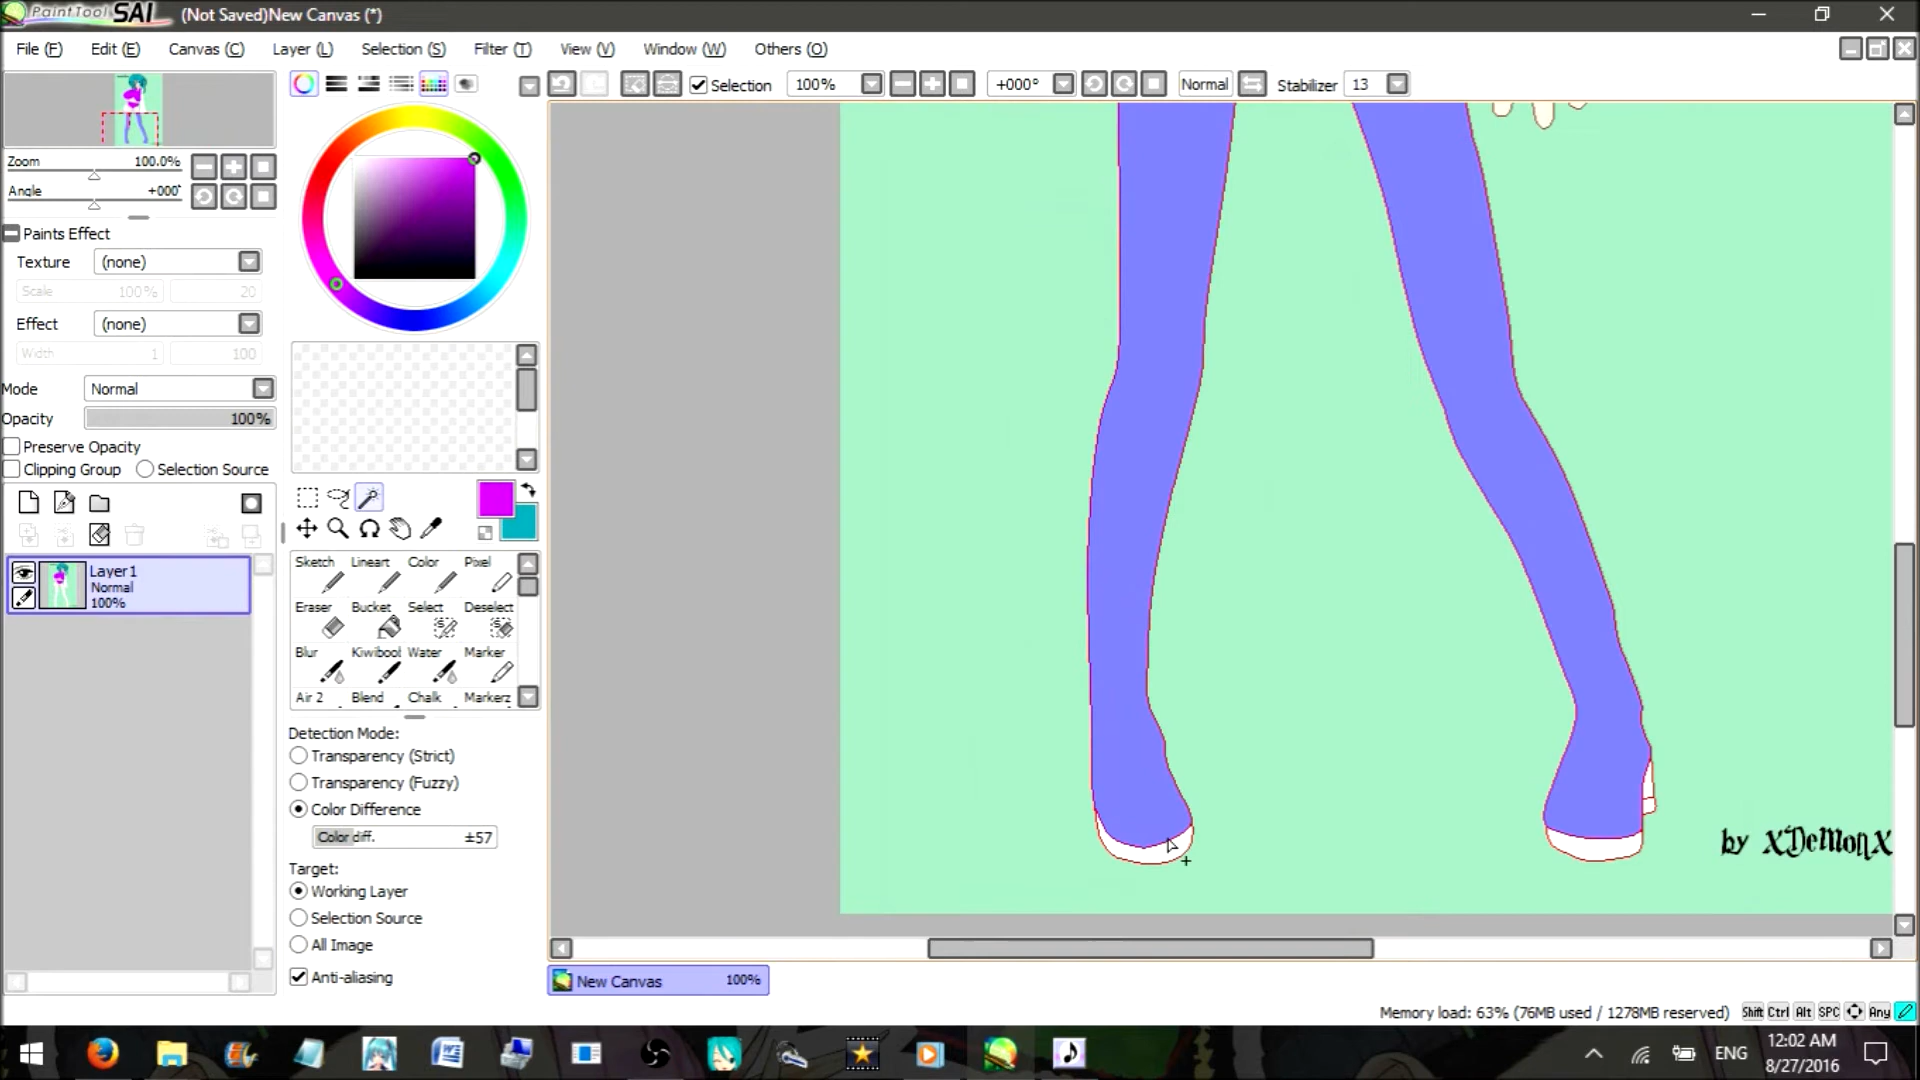 PaintTool SAI (Not Saved)New Canvas (*)
File (F) Edit (E) Canvas (C) Layer (L) Selection (S) Filter (T) View (V) Window (W) Others (O)
Selection 100% +000° Normal Stabilizer 13
Zoom 100.0%
Angle +000°
Paints Effect
Texture (none)
Scale 100% 20
Effect (none)
Width 1 100
Mode Normal
Opacity 100%
Preserve Opacity
Clipping Group Selection Source
Layer1
Normal
100%
Sketch Lineart Color Pixel
Eraser Bucket Select Deselect
Blur Kiwibool Water Marker
Air 2 Blend Chalk Markerz
Detection Mode:
Transparency (Strict)
Transparency (Fuzzy)
Color Difference
Color diff. ±57
Target:
Working Layer
Selection Source
All Image
Anti-aliasing
by XDeMonX
New Canvas 100%
Memory load: 63% (76MB used / 1278MB reserved) Shift Ctrl Alt SPC Any
ENG
12:02 AM
8/27/2016